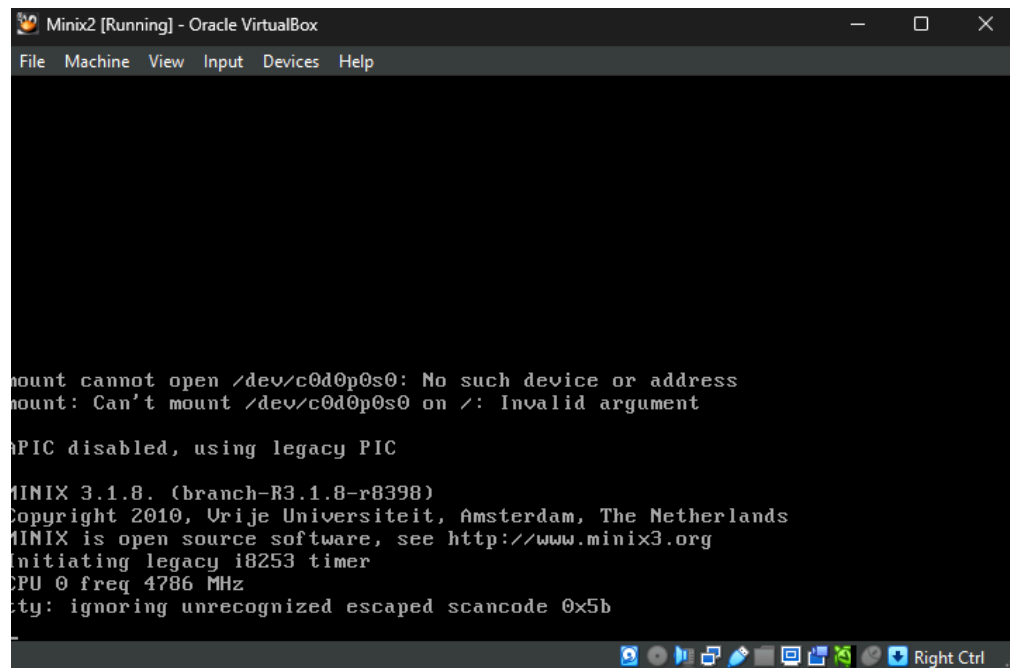 Minix2 [Running] - Oracle VirtualBox
File Machine View Input Devices Help
mount cannot open /dev/c0d0p0s0: No such device or address
mount: Can't mount /dev/c0d0p0s0 on /: Invalid argument
APIC disabled, using legacy PIC
MINIX 3.1.8. (branch-R3.1.8-r8398)
Copyright 2010, Vrije Universiteit, Amsterdam, The Netherlands
MINIX is open source software, see http://www.minix3.org
Initiating legacy i8253 timer
CPU 0 freq 4786 MHz
tty: ignoring unrecognized escaped scancode 0x5b
Right Ctrl